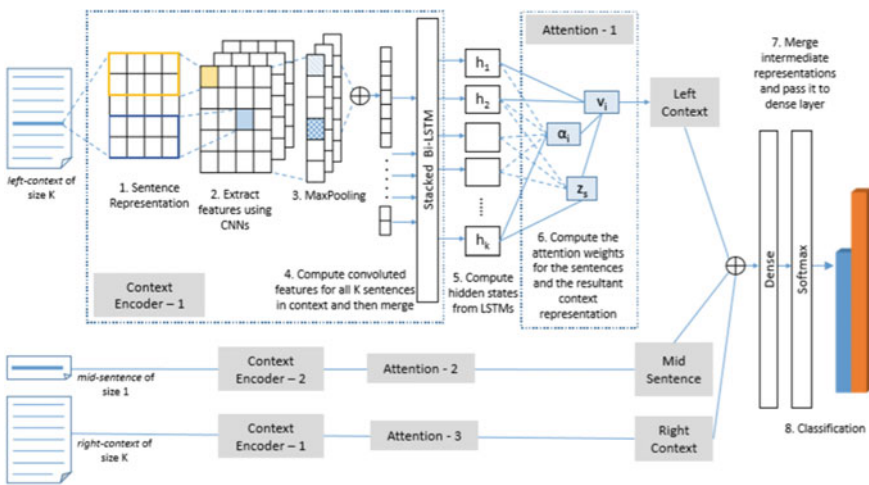 left-context of
size K
1. Sentence
Representation
2. Extract
features using
CNNs
3. MaxPooling
Context
Encoder – 1
4. Compute convoluted
features for all K sentences
in context and then merge
Stacked Bi-LSTM
h1
h2
hk
5. Compute
hidden states
from LSTMs
Attention - 1
vi
αi
zs
6. Compute the
attention weights
for the sentences
and the resultant
context
representation
Left
Context
7. Merge
intermediate
representations
and pass it to
dense layer
Dense
Softmax
8. Classification
mid-sentence of
size 1
Context
Encoder – 2
Attention - 2
Mid
Sentence
right-context of
size K
Context
Encoder – 1
Attention - 3
Right
Context